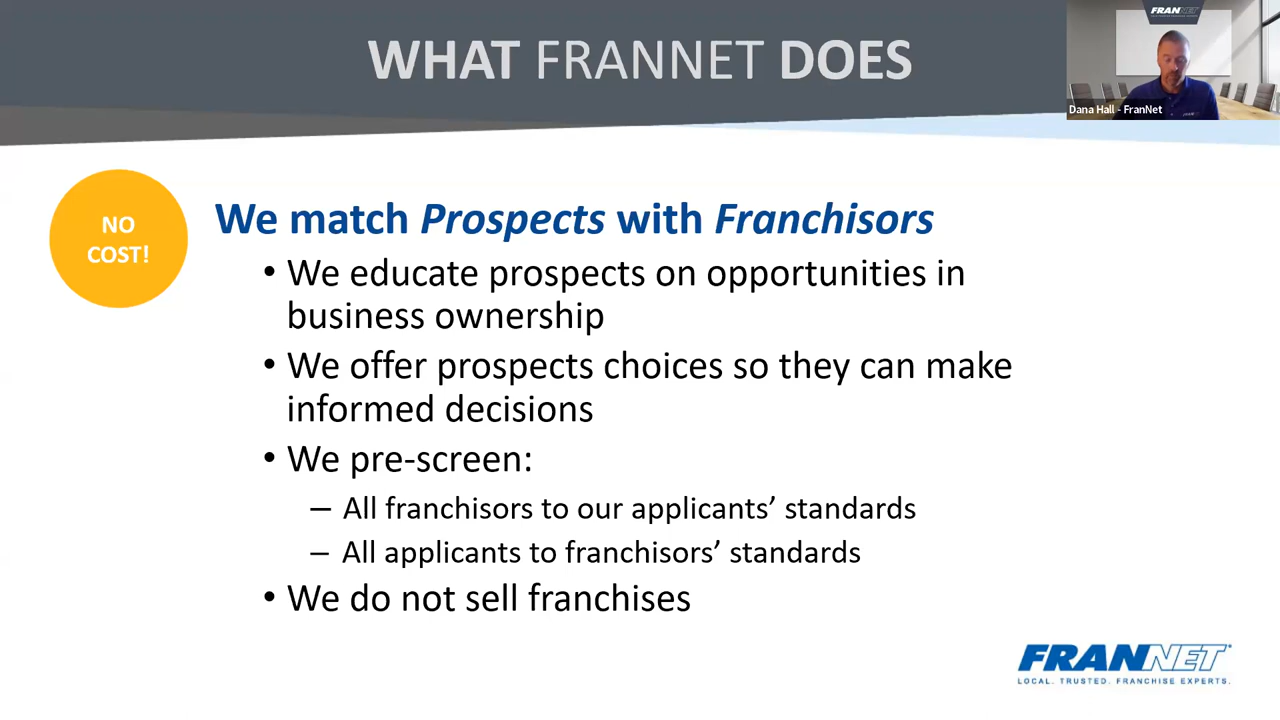 WHAT FRANNET DOES
FRANNET
Dana Hall - FranNet
NO
COST!
We match Prospects with Franchisors
• We educate prospects on opportunities in
business ownership
• We offer prospects choices so they can make
informed decisions
• We pre-screen:
– All franchisors to our applicants’ standards
– All applicants to franchisors’ standards
• We do not sell franchises
FRANNET
LOCAL. TRUSTED. FRANCHISE EXPERTS.